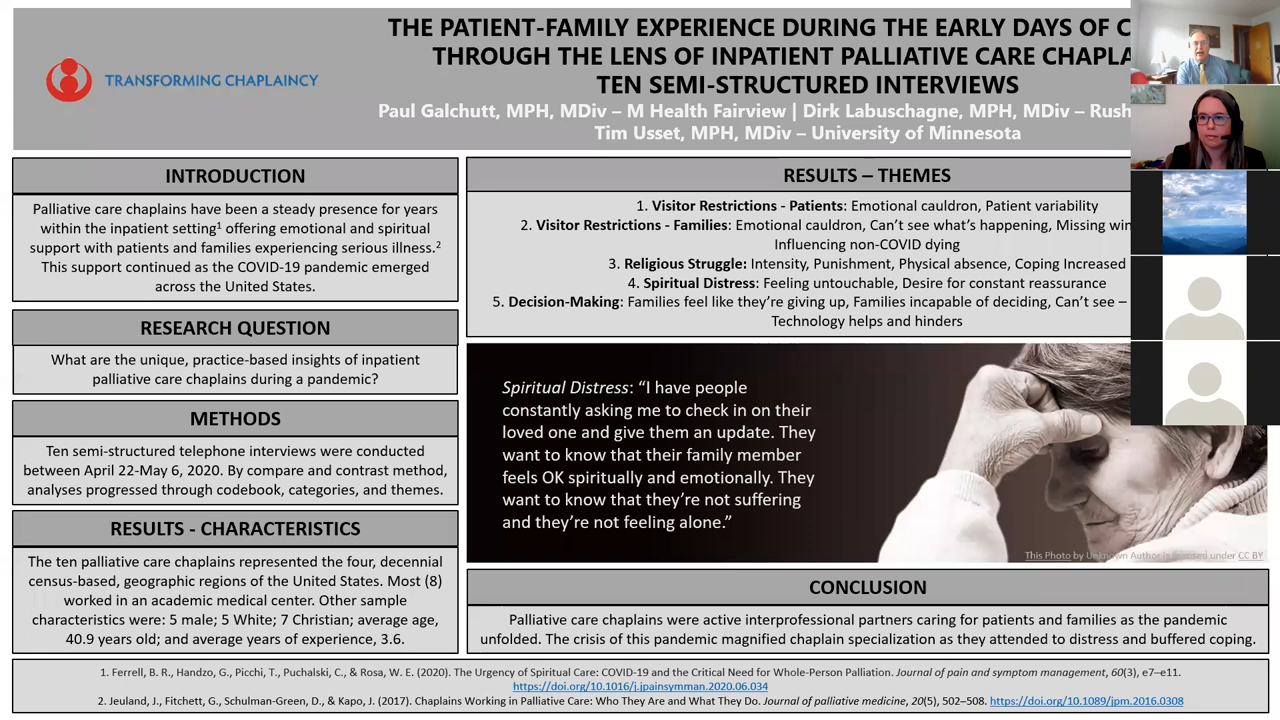 TRANSFORMING CHAPLAINCY
THE PATIENT-FAMILY EXPERIENCE DURING THE EARLY DAYS OF
THROUGH THE LENS OF INPATIENT PALLIATIVE CARE
TEN SEMI-STRUCTURED INTERVIEWS
Paul Galchutt, MPH, MDiv – M Health Fairview | Dirk Labuschagne, MPH, MDiv – Rush
Tim Usset, MPH, MDiv – University of Minnesota
INTRODUCTION
Palliative care chaplains have been a steady presence for years
within the inpatient setting¹ offering emotional and spiritual
support with patients and families experiencing serious illness.²
This support continued as the COVID-19 pandemic emerged
across the United States.
RESEARCH QUESTION
What are the unique, practice-based insights of inpatient
palliative care chaplains during a pandemic?
METHODS
Ten semi-structured telephone interviews were conducted
between April 22-May 6, 2020. By compare and contrast method,
analyses progressed through codebook, categories, and themes.
RESULTS - CHARACTERISTICS
The ten palliative care chaplains represented the four, decennial
census-based, geographic regions of the United States. Most (8)
worked in an academic medical center. Other sample
characteristics were: 5 male; 5 White; 7 Christian; average age,
40.9 years old; and average years of experience, 3.6.
RESULTS – THEMES
1. Visitor Restrictions - Patients: Emotional cauldron, Patient variability
2. Visitor Restrictions - Families: Emotional cauldron, Can't see what's happening, Missing
Influencing non-COVID dying
3. Religious Struggle: Intensity, Punishment, Physical absence, Coping Increased
4. Spiritual Distress: Feeling untouchable, Desire for constant reassurance
5. Decision-Making: Families feel like they're giving up, Families incapable of deciding, Can't see –
Technology helps and hinders
Spiritual Distress: “I have people
constantly asking me to check in on their
loved one and give them an update. They
want to know that their family member
feels OK spiritually and emotionally. They
want to know that they're not suffering
and they're not feeling alone.”
This Photo by Unknown Author is licensed under CC BY
CONCLUSION
Palliative care chaplains were active interprofessional partners caring for patients and families as the pandemic
unfolded. The crisis of this pandemic magnified chaplain specialization as they attended to distress and buffered coping.
1. Ferrell, B. R., Handzo, G., Picchi, T., Puchalski, C., & Rosa, W. E. (2020). The Urgency of Spiritual Care: COVID-19 and the Critical Need for Whole-Person Palliation. Journal of pain and symptom management, 60(3), e7–e11.
https://doi.org/10.1016/j.jpainsymman.2020.06.034
2. Jeuland, J., Fitchett, G., Schulman-Green, D., & Kapo, J. (2017). Chaplains Working in Palliative Care: Who They Are and What They Do. Journal of palliative medicine, 20(5), 502–508. https://doi.org/10.1089/jpm.2016.0308